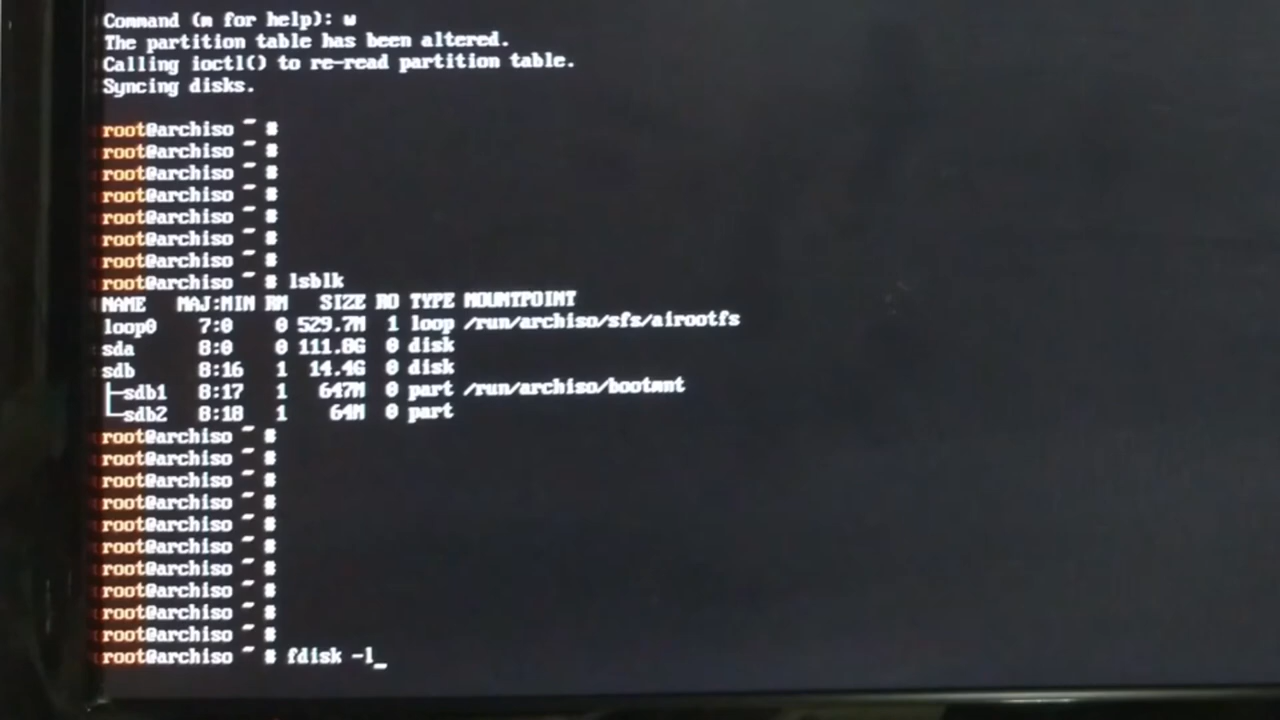 Command (m for help): w
The partition table has been altered.
Calling ioctl() to re-read partition table.
Syncing disks.
root@archiso ~ #
root@archiso ~ #
root@archiso ~ #
root@archiso ~ #
root@archiso ~ #
root@archiso ~ #
root@archiso ~ #
root@archiso ~ # lsblk
NAME MAJ:MIN RM SIZE RO TYPE MOUNTPOINT
loop0 7:0 0 529.7M 1 loop /run/archiso/sfs/airootfs
sda 8:0 0 111.8G 0 disk
sdb 8:16 1 14.4G 0 disk
├─sdb1 8:17 1 647M 0 part /run/archiso/bootmnt
└─sdb2 8:18 1 64M 0 part
root@archiso ~ #
root@archiso ~ #
root@archiso ~ #
root@archiso ~ #
root@archiso ~ #
root@archiso ~ #
root@archiso ~ #
root@archiso ~ #
root@archiso ~ #
root@archiso ~ #
root@archiso ~ # fdisk -l_